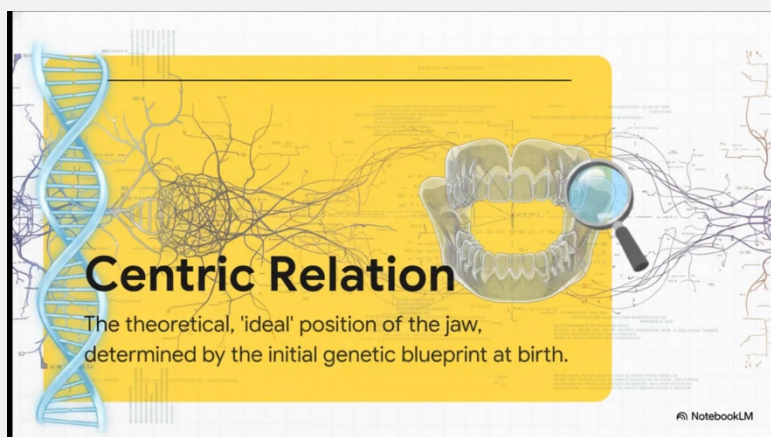 Centric Relation
The theoretical, 'ideal' position of the jaw,
determined by the initial genetic blueprint at birth.
NotebookLM